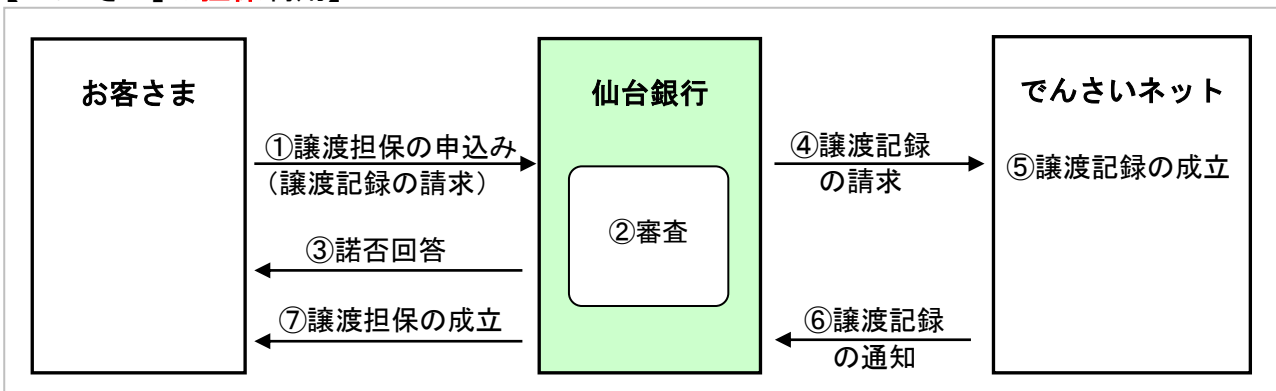 お客さま
仙台銀行
でんさいネット
①譲渡担保の申込み
(譲渡記録の請求)
②審査
③諾否回答
④譲渡記録
の請求
⑤譲渡記録の成立
⑥譲渡記録
の通知
⑦譲渡担保の成立